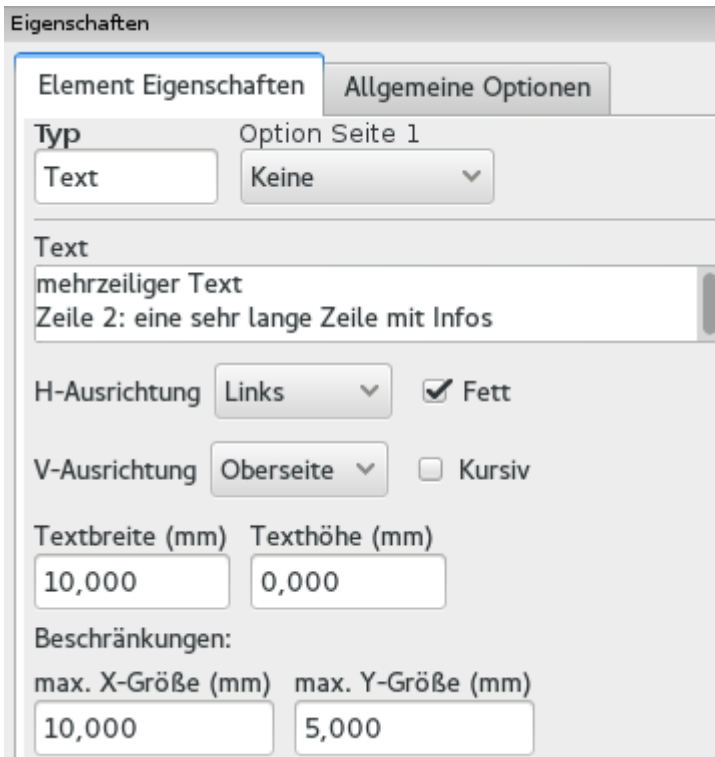 Eigenschaften
Element Eigenschaften Allgemeine Optionen
Typ Option Seite 1
Text Keine
Text
mehrzeiliger Text
Zeile 2: eine sehr lange Zeile mit Infos
H-Ausrichtung Links Fett
V-Ausrichtung Oberseite Kursiv
Textbreite (mm) Texthöhe (mm)
10,000 0,000
Beschränkungen:
max. X-Größe (mm) max. Y-Größe (mm)
10,000 5,000